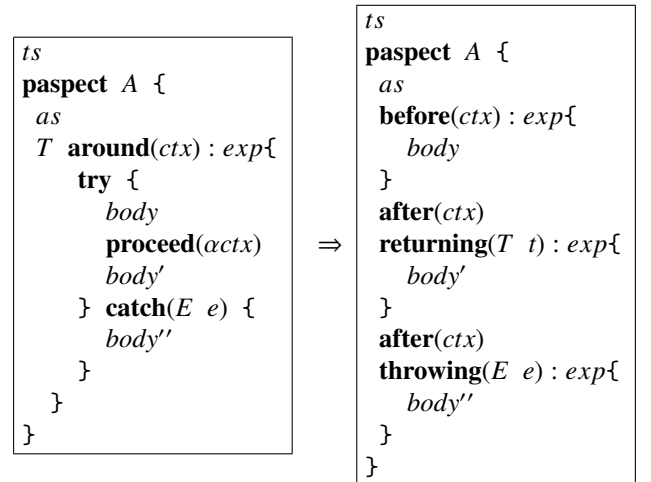 ts
paspect A {
as
T around(ctx) : exp{
try {
body
proceed(αctx)
body′
} catch(E e) {
body′′
}
}
}
⇒
ts
paspect A {
as
before(ctx) : exp{
body
}
after(ctx)
returning(T t) : exp{
body′
}
after(ctx)
throwing(E e) : exp{
body′′
}
}